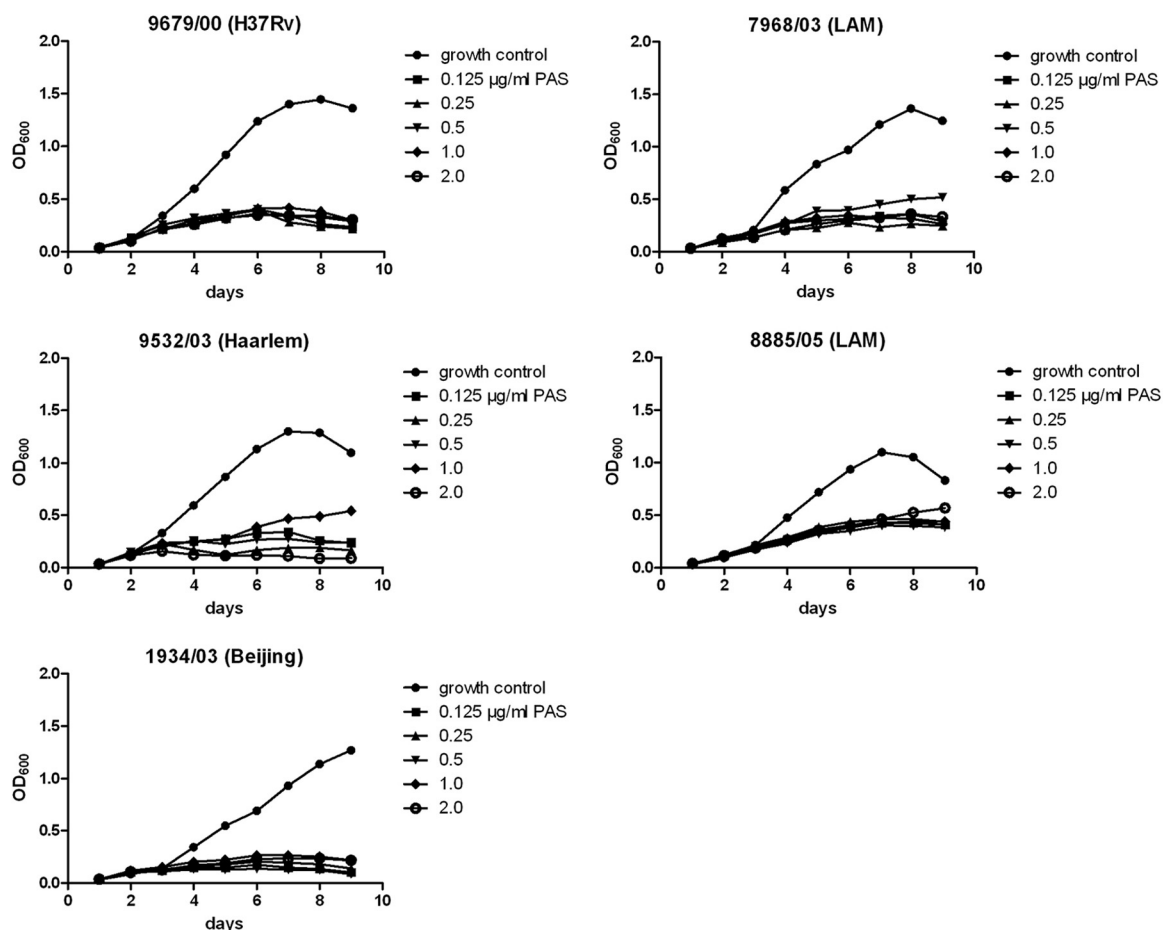 9679/00 (H37Rv)
2.0
1.5
1.0
0.5
0.0
OD600
0 2 4 6 8 10
days
growth control
0.125 µg/ml PAS
0.25
0.5
1.0
2.0
7968/03 (LAM)
2.0
1.5
1.0
0.5
0.0
OD600
0 2 4 6 8 10
days
growth control
0.125 µg/ml PAS
0.25
0.5
1.0
2.0
9532/03 (Haarlem)
2.0
1.5
1.0
0.5
0.0
OD600
0 2 4 6 8 10
days
growth control
0.125 µg/ml PAS
0.25
0.5
1.0
2.0
8885/05 (LAM)
2.0
1.5
1.0
0.5
0.0
OD600
0 2 4 6 8 10
days
growth control
0.125 µg/ml PAS
0.25
0.5
1.0
2.0
1934/03 (Beijing)
2.0
1.5
1.0
0.5
0.0
OD600
0 2 4 6 8 10
days
growth control
0.125 µg/ml PAS
0.25
0.5
1.0
2.0